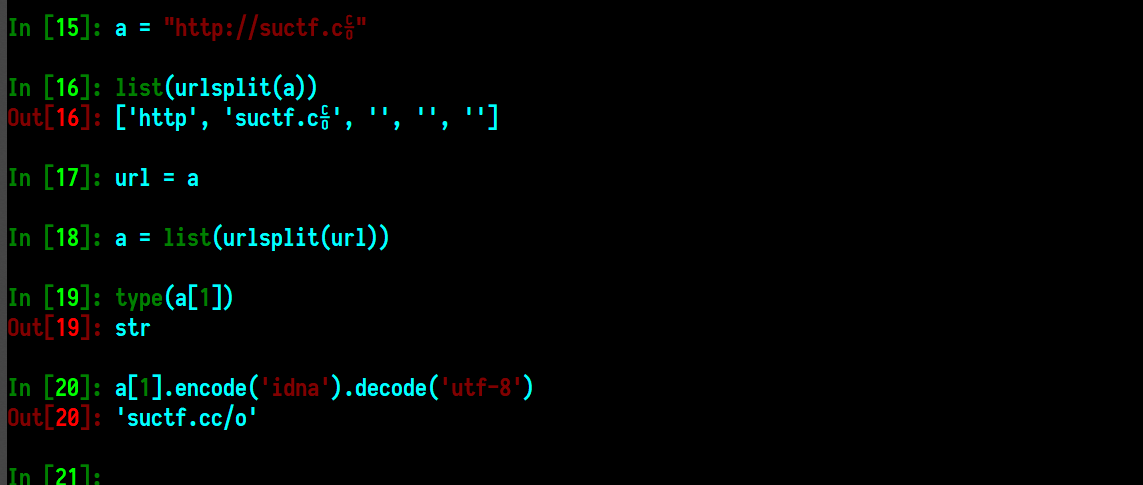 In [15]: a = "http://suctf.c℅"
In [16]: list(urlsplit(a))
Out[16]: ['http', 'suctf.c℅', '', '', '']
In [17]: url = a
In [18]: a = list(urlsplit(url))
In [19]: type(a[1])
Out[19]: str
In [20]: a[1].encode('idna').decode('utf-8')
Out[20]: 'suctf.cc/o'
In [21]: